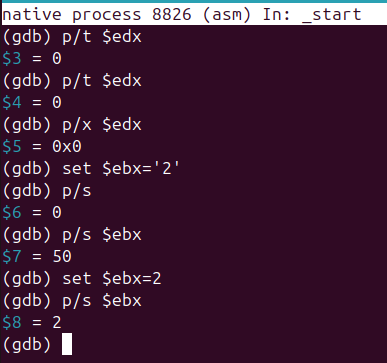 native process 8826 (asm) In: _start
(gdb) p/t $edx
$3 = 0
(gdb) p/t $edx
$4 = 0
(gdb) p/x $edx
$5 = 0x0
(gdb) set $ebx='2'
(gdb) p/s
$6 = 0
(gdb) p/s $ebx
$7 = 50
(gdb) set $ebx=2
(gdb) p/s $ebx
$8 = 2
(gdb)